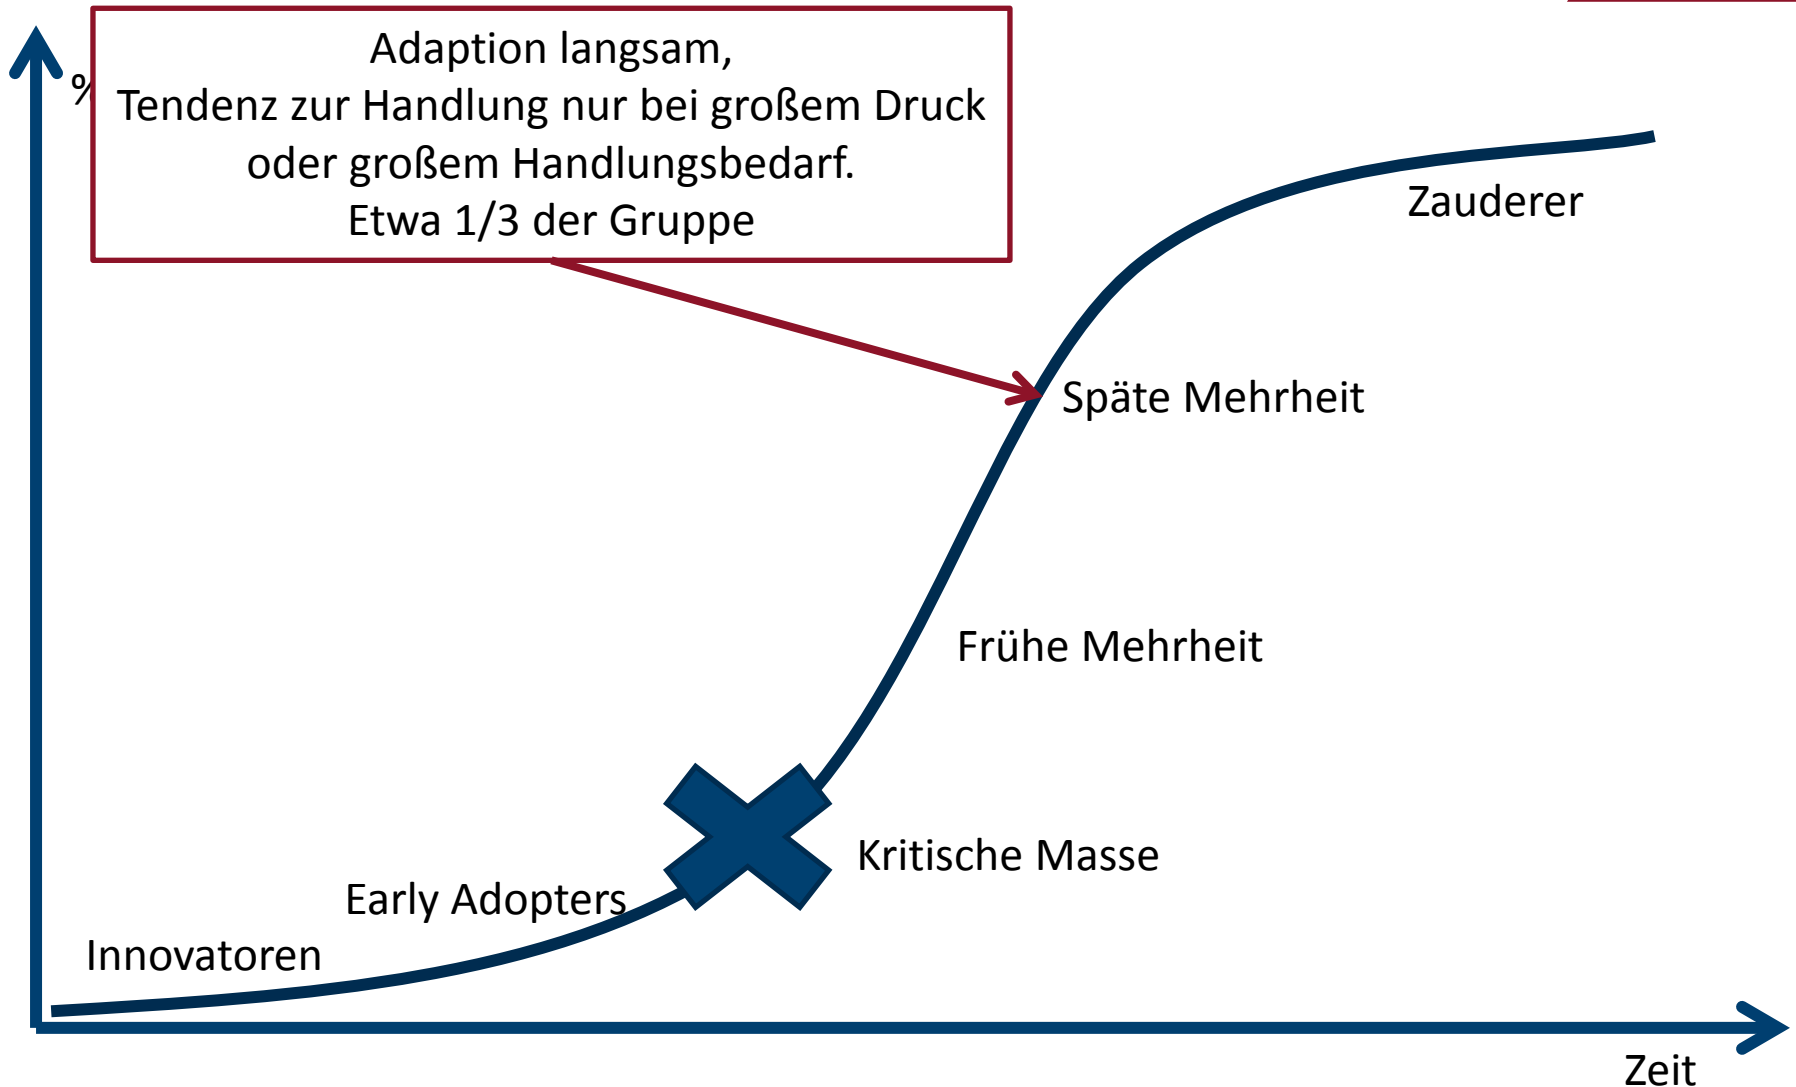 Adaption langsam,
%
Tendenz zur Handlung nur bei großem Druck
oder großem Handlungsbedarf.
Etwa 1/3 der Gruppe
Zauderer
Späte Mehrheit
Frühe Mehrheit
Kritische Masse
Early Adopters
Innovatoren
Zeit